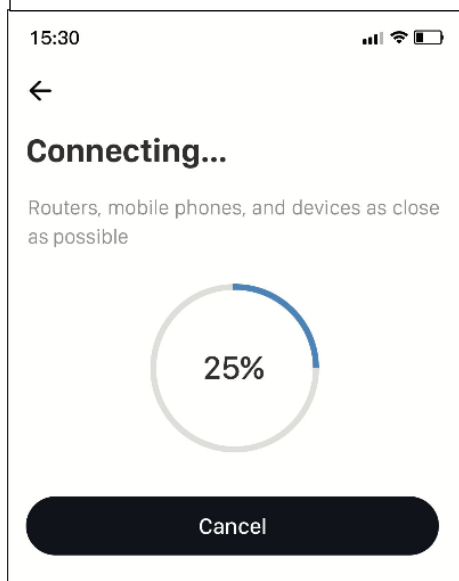 15:30
Connecting...
Routers, mobile phones, and devices as close
as possible
25%
Cancel